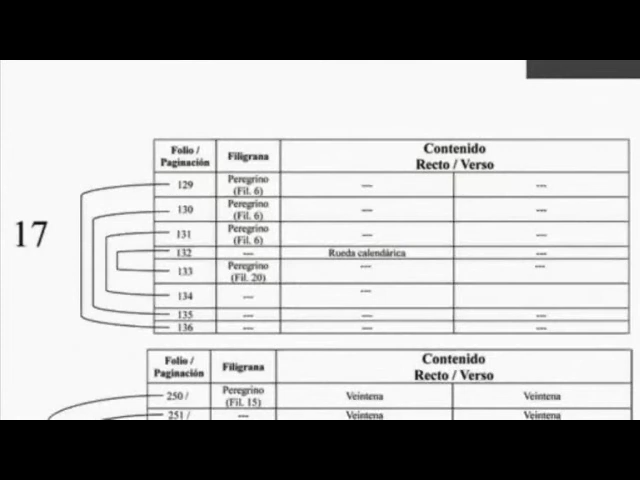 17
Folio / Paginación Filigrana Contenido Recto / Verso
129 Peregrino (Fil. 6) --- ---
130 Peregrino (Fil. 6) --- ---
131 Peregrino (Fil. 6) --- ---
132 --- Rueda calendárica ---
133 Peregrino (Fil. 20) --- ---
134 --- ---
135 --- --- ---
136 --- --- ---
Folio / Paginación Filigrana Contenido Recto / Verso
250 / Peregrino (Fil. 15) Veintena Veintena
251 / --- Veintena Veintena